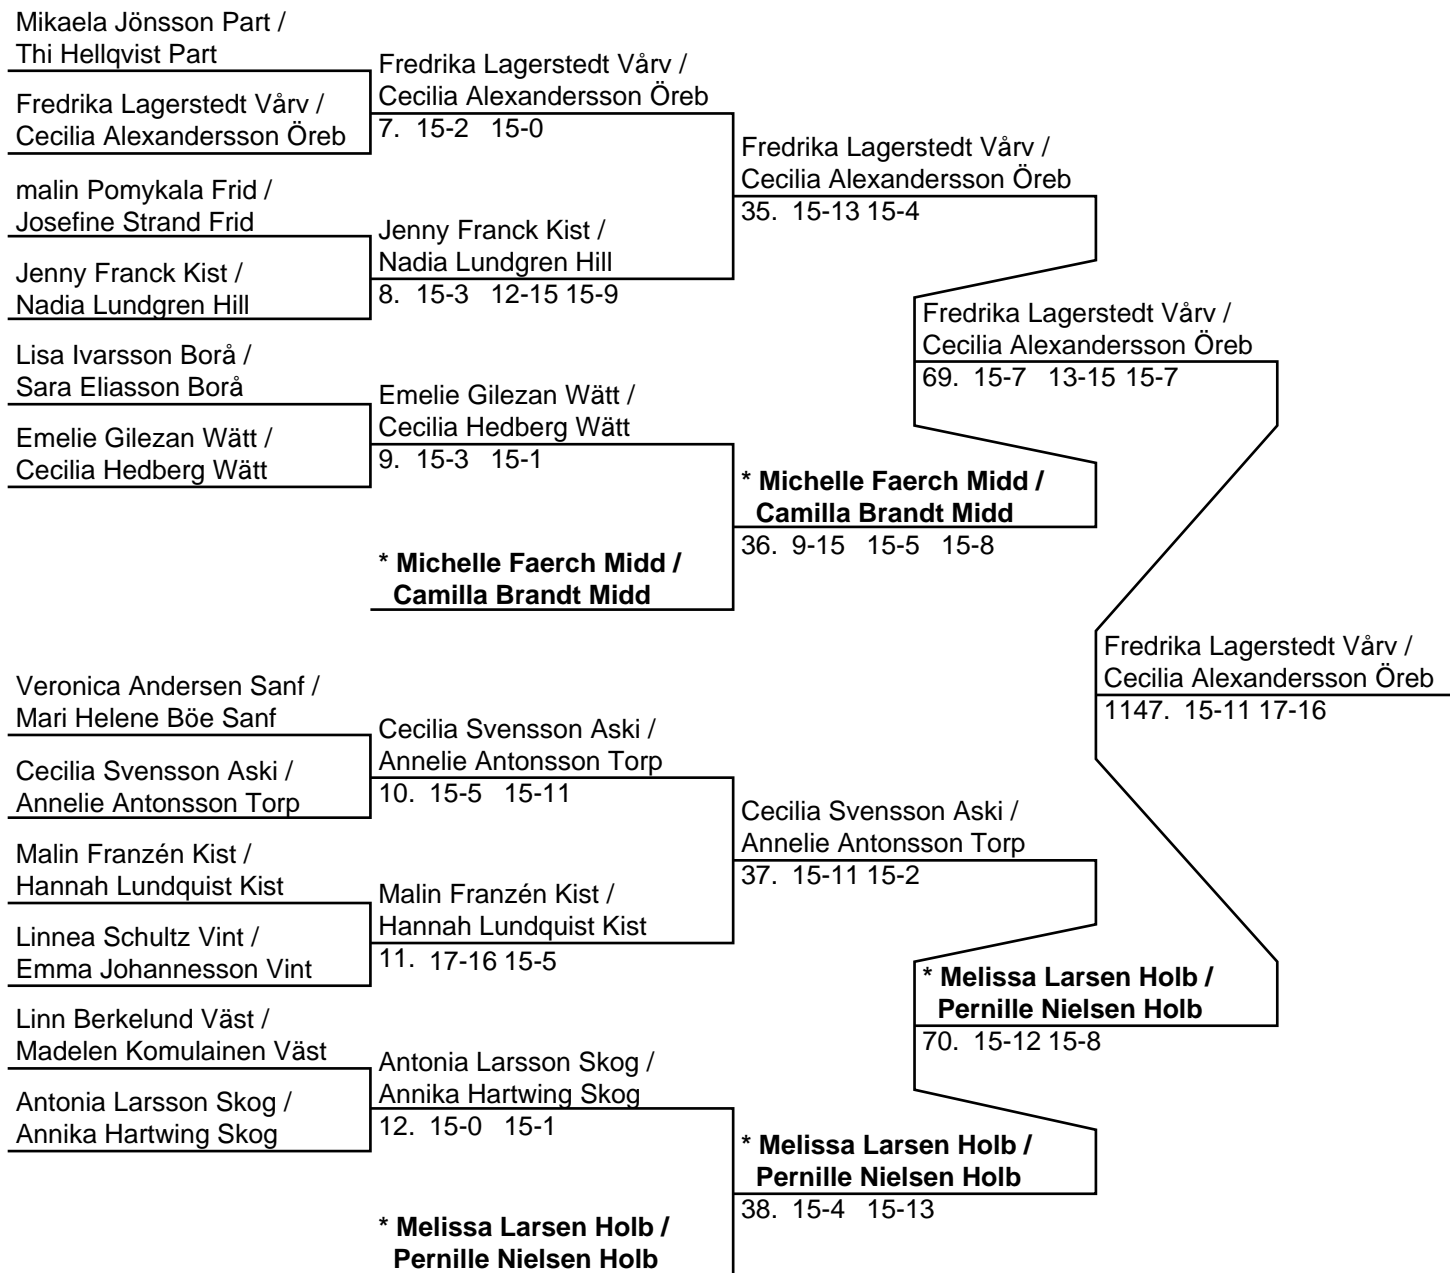 Mikaela Jönsson Part /
Thi Hellqvist Part
Fredrika Lagerstedt Vårv /
Cecilia Alexandersson Öreb
malin Pomykala Frid /
Josefine Strand Frid
Jenny Franck Kist /
Nadia Lundgren Hill
Lisa Ivarsson Borå /
Sara Eliasson Borå
Emelie Gilezan Wätt /
Cecilia Hedberg Wätt
Veronica Andersen Sanf /
Mari Helene Böe Sanf
Cecilia Svensson Aski /
Annelie Antonsson Torp
Malin Franzén Kist /
Hannah Lundquist Kist
Linnea Schultz Vint /
Emma Johannesson Vint
Linn Berkelund Väst /
Madelen Komulainen Väst
Antonia Larsson Skog /
Annika Hartwing Skog
Fredrika Lagerstedt Vårv /
Cecilia Alexandersson Öreb
7. 15-2 15-0
Jenny Franck Kist /
Nadia Lundgren Hill
8. 15-3 12-15 15-9
Emelie Gilezan Wätt /
Cecilia Hedberg Wätt
9. 15-3 15-1
* Michelle Faerch Midd /
Camilla Brandt Midd
Cecilia Svensson Aski /
Annelie Antonsson Torp
10. 15-5 15-11
Malin Franzén Kist /
Hannah Lundquist Kist
11. 17-16 15-5
Antonia Larsson Skog /
Annika Hartwing Skog
12. 15-0 15-1
* Melissa Larsen Holb /
Pernille Nielsen Holb
Fredrika Lagerstedt Vårv /
Cecilia Alexandersson Öreb
35. 15-13 15-4
* Michelle Faerch Midd /
Camilla Brandt Midd
36. 9-15 15-5 15-8
Cecilia Svensson Aski /
Annelie Antonsson Torp
37. 15-11 15-2
* Melissa Larsen Holb /
Pernille Nielsen Holb
38. 15-4 15-13
Fredrika Lagerstedt Vårv /
Cecilia Alexandersson Öreb
69. 15-7 13-15 15-7
* Melissa Larsen Holb /
Pernille Nielsen Holb
70. 15-12 15-8
Fredrika Lagerstedt Vårv /
Cecilia Alexandersson Öreb
1147. 15-11 17-16